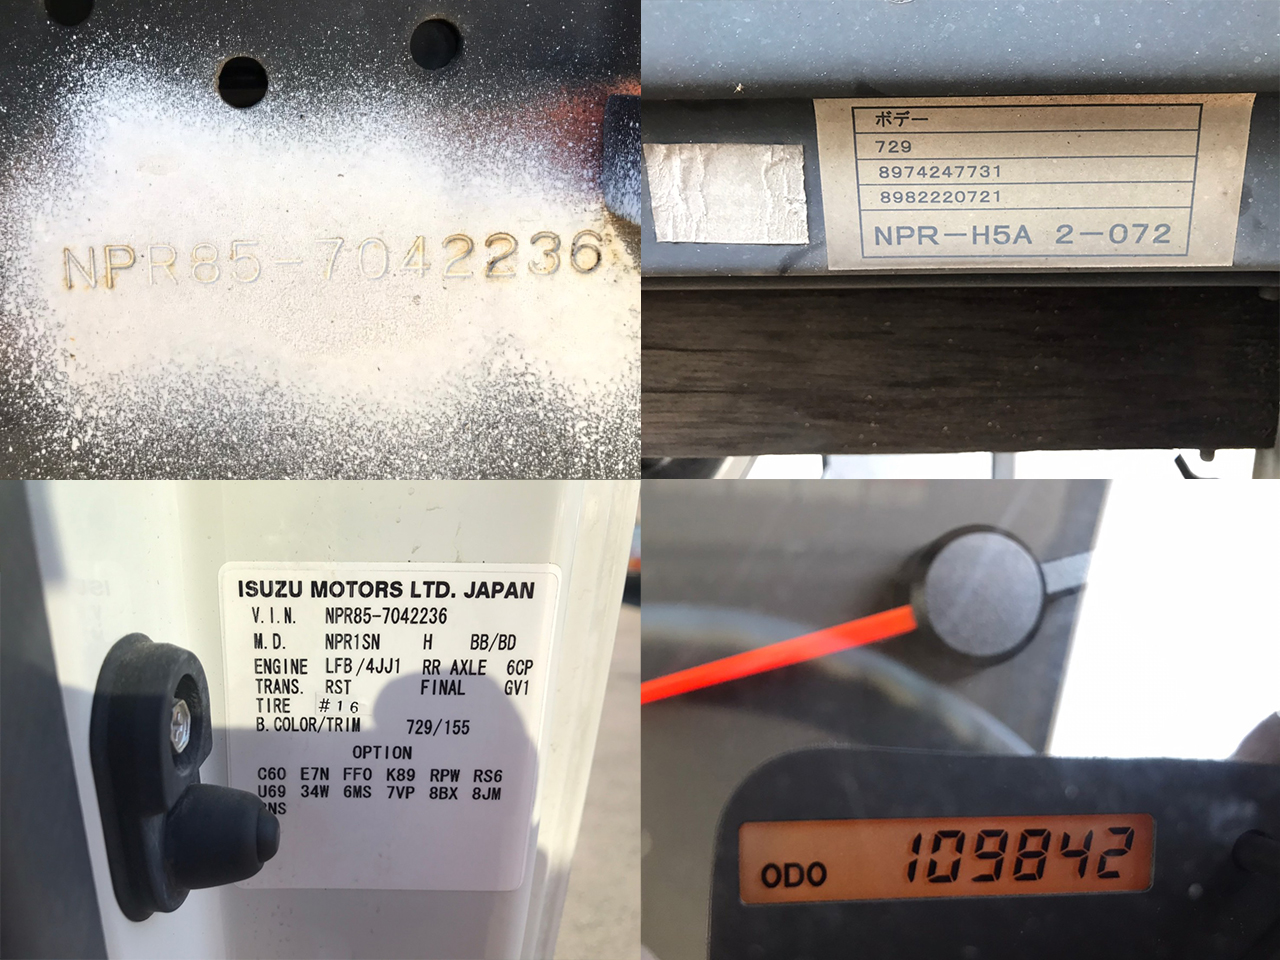 NPR85-7042236
ボデー
729
8974247731
8982220721
NPR-H5A 2-072
ISUZU MOTORS LTD. JAPAN
V.I.N. NPR85-7042236
M.D. NPR1SN H BB/BD
ENGINE LFB/4JJ1 RR AXLE 6CP
TRANS. RST FINAL GV1
TIRE #16
B.COLOR/TRIM 729/155
OPTION
C60 E7N FF0 K89 RPW RS6
U69 34W 6MS 7VP 8BX 8JM
ODO 109842